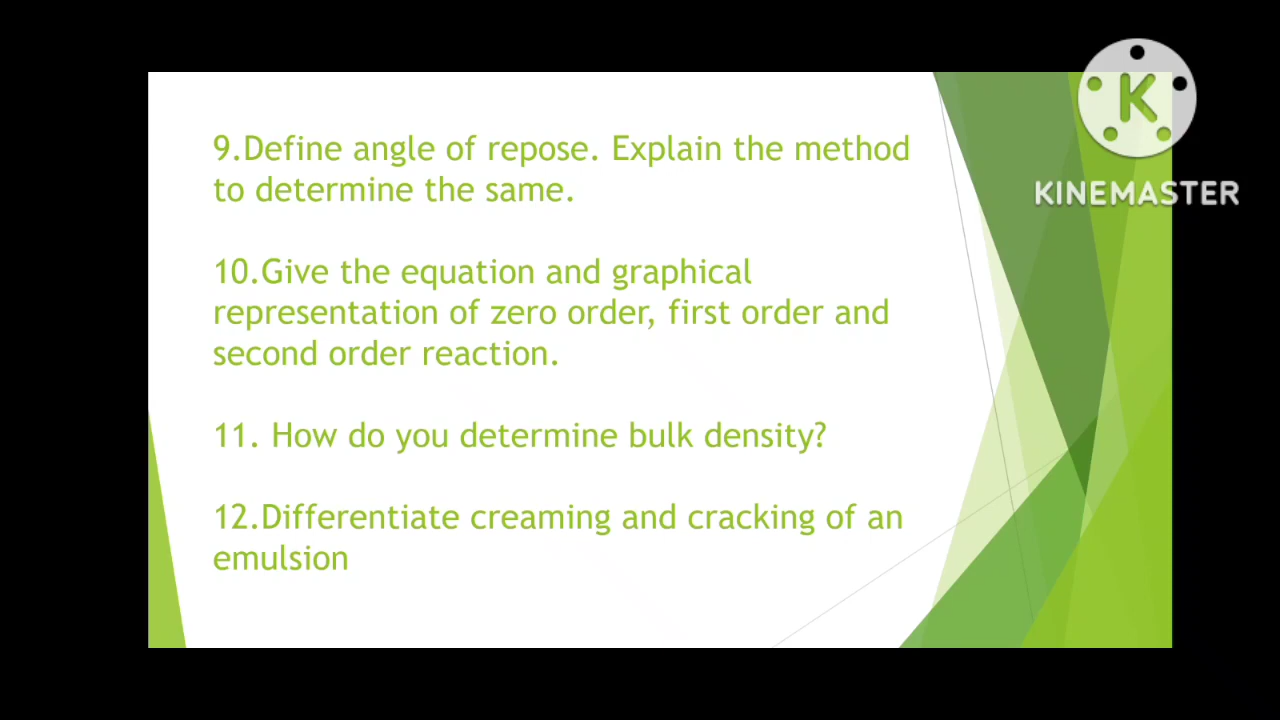 K
KINEMASTER
9.Define angle of repose. Explain the method
to determine the same.
10.Give the equation and graphical
representation of zero order, first order and
second order reaction.
11. How do you determine bulk density?
12.Differentiate creaming and cracking of an
emulsion